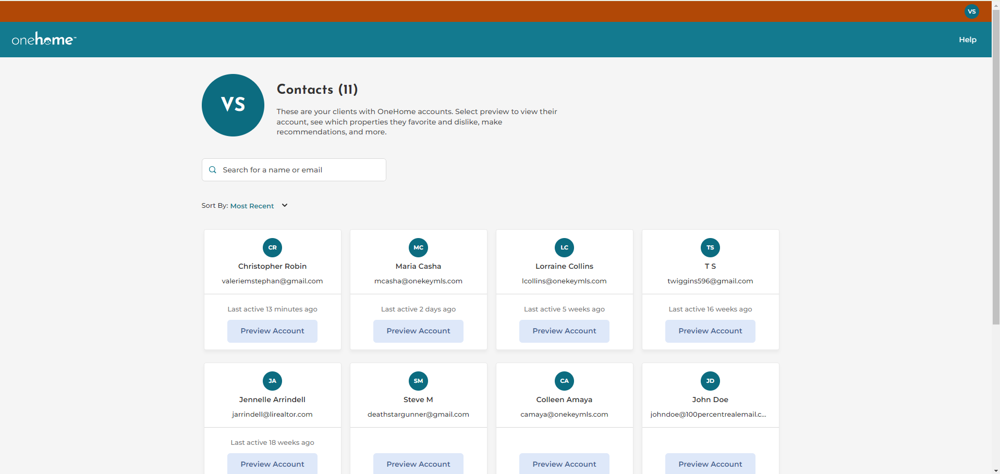 VS
onehome™
Help
VS
Contacts (11)
These are your clients with OneHome accounts. Select preview to view their
account, see which properties they favorite and dislike, make
recommendations, and more.
Search for a name or email
Sort By: Most Recent
CR
Christopher Robin
valeriemstephan@gmail.com
Last active 13 minutes ago
Preview Account
MC
Maria Casha
mcasha@onekeymls.com
Last active 2 days ago
Preview Account
LC
Lorraine Collins
lcollins@onekeymls.com
Last active 5 weeks ago
Preview Account
TS
T S
twiggins596@gmail.com
Last active 16 weeks ago
Preview Account
JA
Jennelle Arrindell
jarrindell@lirealtor.com
Last active 18 weeks ago
Preview Account
SM
Steve M
deathstargunner@gmail.com
Preview Account
CA
Colleen Amaya
camaya@onekeymls.com
Preview Account
JD
John Doe
johndoe@100percentrealemail.c...
Preview Account